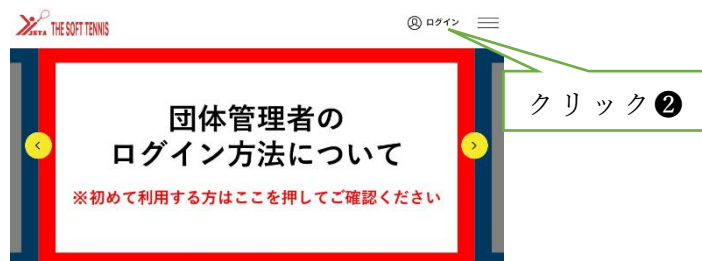 JSTA THE SOFT TENNIS
ログイン
クリック❷
団体管理者の
ログイン方法について
※初めて利用する方はここを押してご確認ください